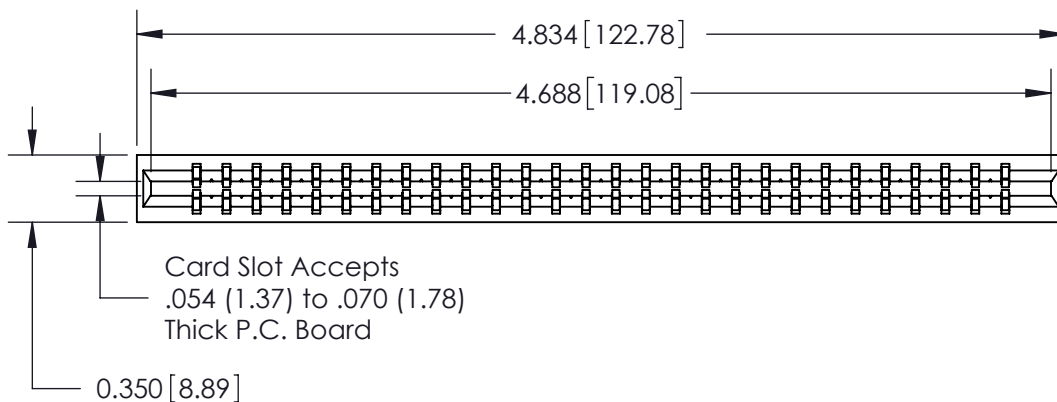 4.834 [122.78]
4.688 [119.08]
Card Slot Accepts
.054 (1.37) to .070 (1.78)
Thick P.C. Board
0.350 [8.89]